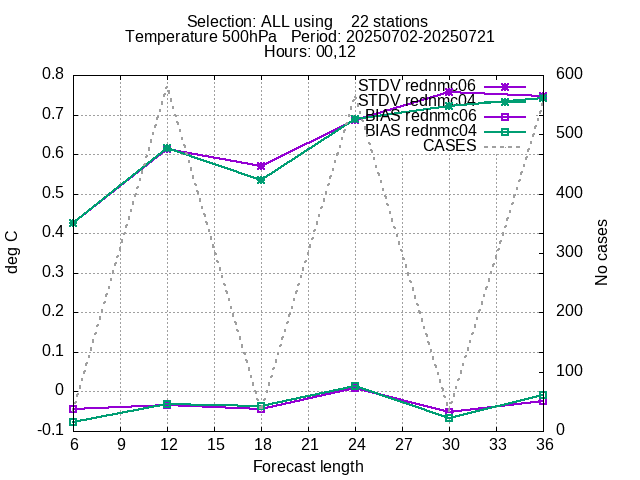 Selection: ALL using    22 stations
Temperature 500hPa   Period: 20250702-20250721
Hours: 00,12
STDV rednmc06
STDV rednmc04
BIAS rednmc06
BIAS rednmc04
CASES
deg C
0.8
0.7
0.6
0.5
0.4
0.3
0.2
0.1
0
-0.1
600
500
400
300
200
100
0
No cases
6 9 12 15 18 21 24 27 30 33 36
Forecast length